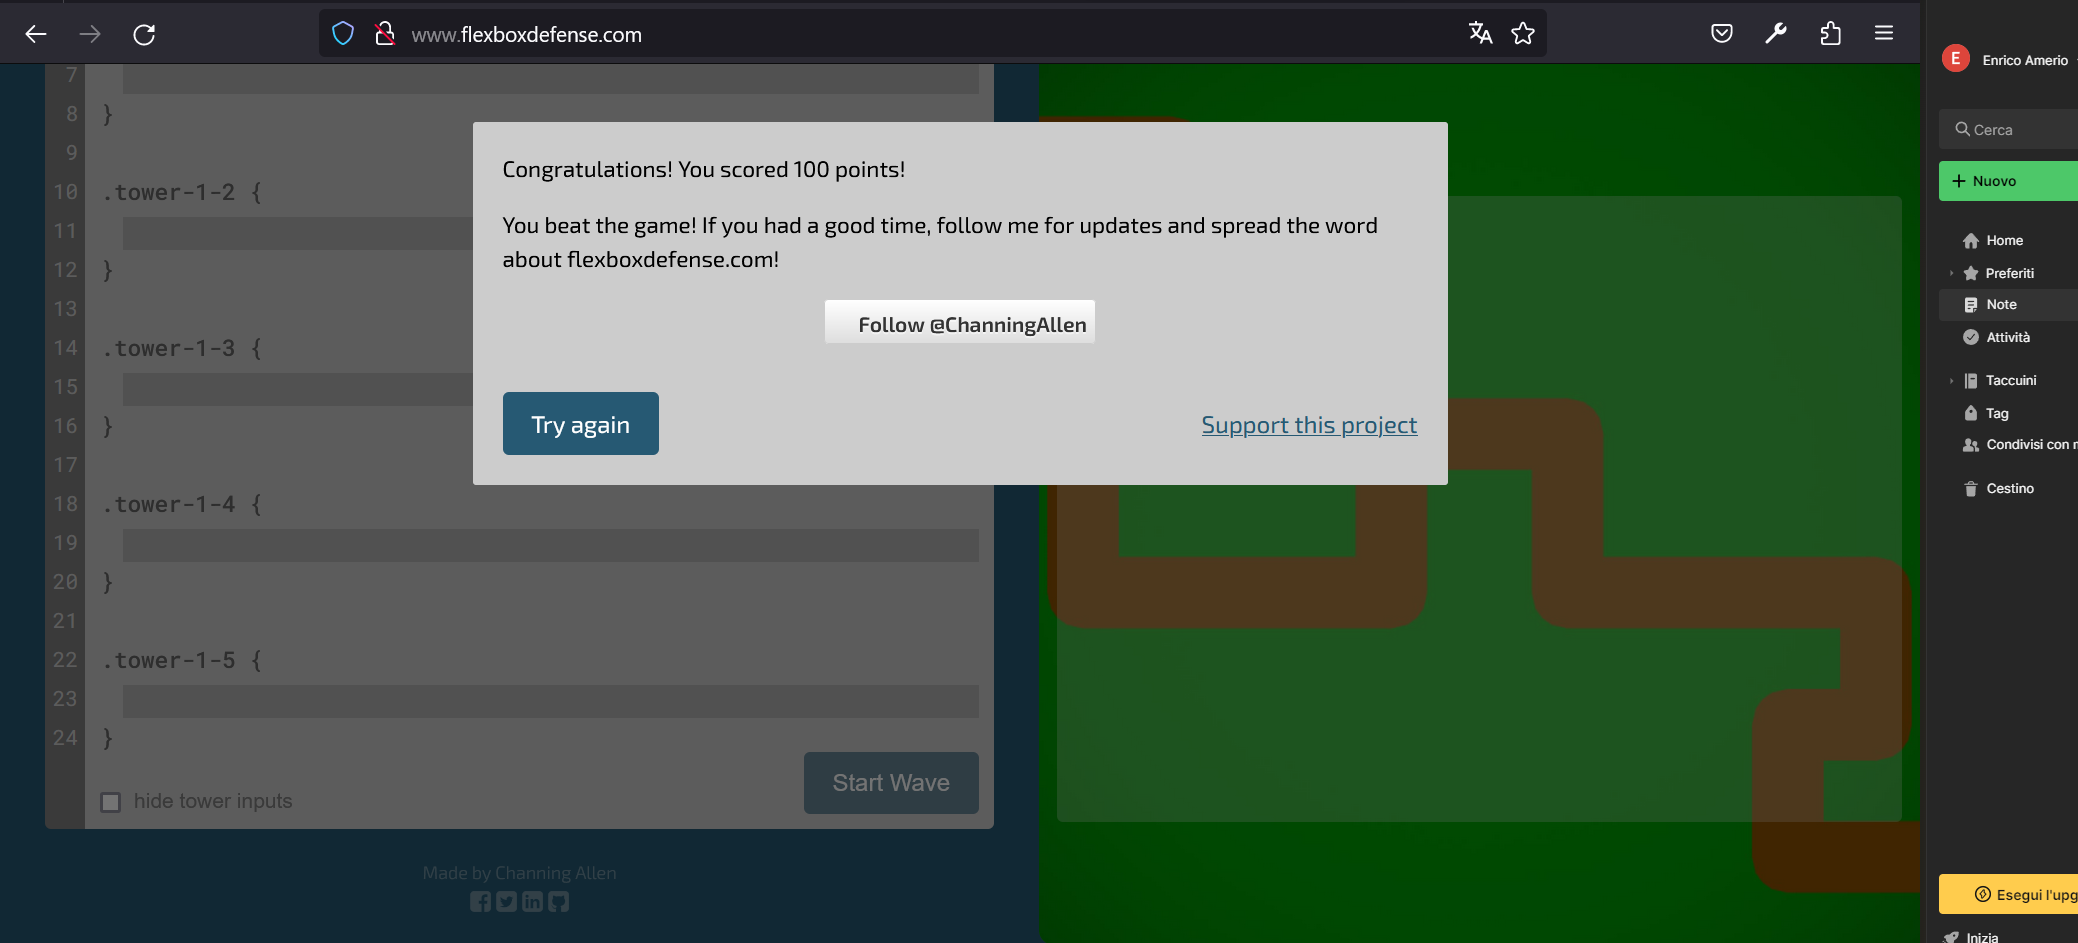 www.flexboxdefense.com
7
8 }
9
10 .tower-1-2 {
11
12 }
13
14 .tower-1-3 {
15
16 }
17
18 .tower-1-4 {
19
20 }
21
22 .tower-1-5 {
23
24 }
hide tower inputs
Start Wave
Made by Channing Allen
Congratulations! You scored 100 points!
You beat the game! If you had a good time, follow me for updates and spread the word
about flexboxdefense.com!
Follow @ChanningAllen
Try again
Support this project
E Enrico Amerio
Cerca
+ Nuovo
Home
Preferiti
Note
Attività
Taccuini
Tag
Condivisi con
Cestino
Esegui l'upg
Inizia